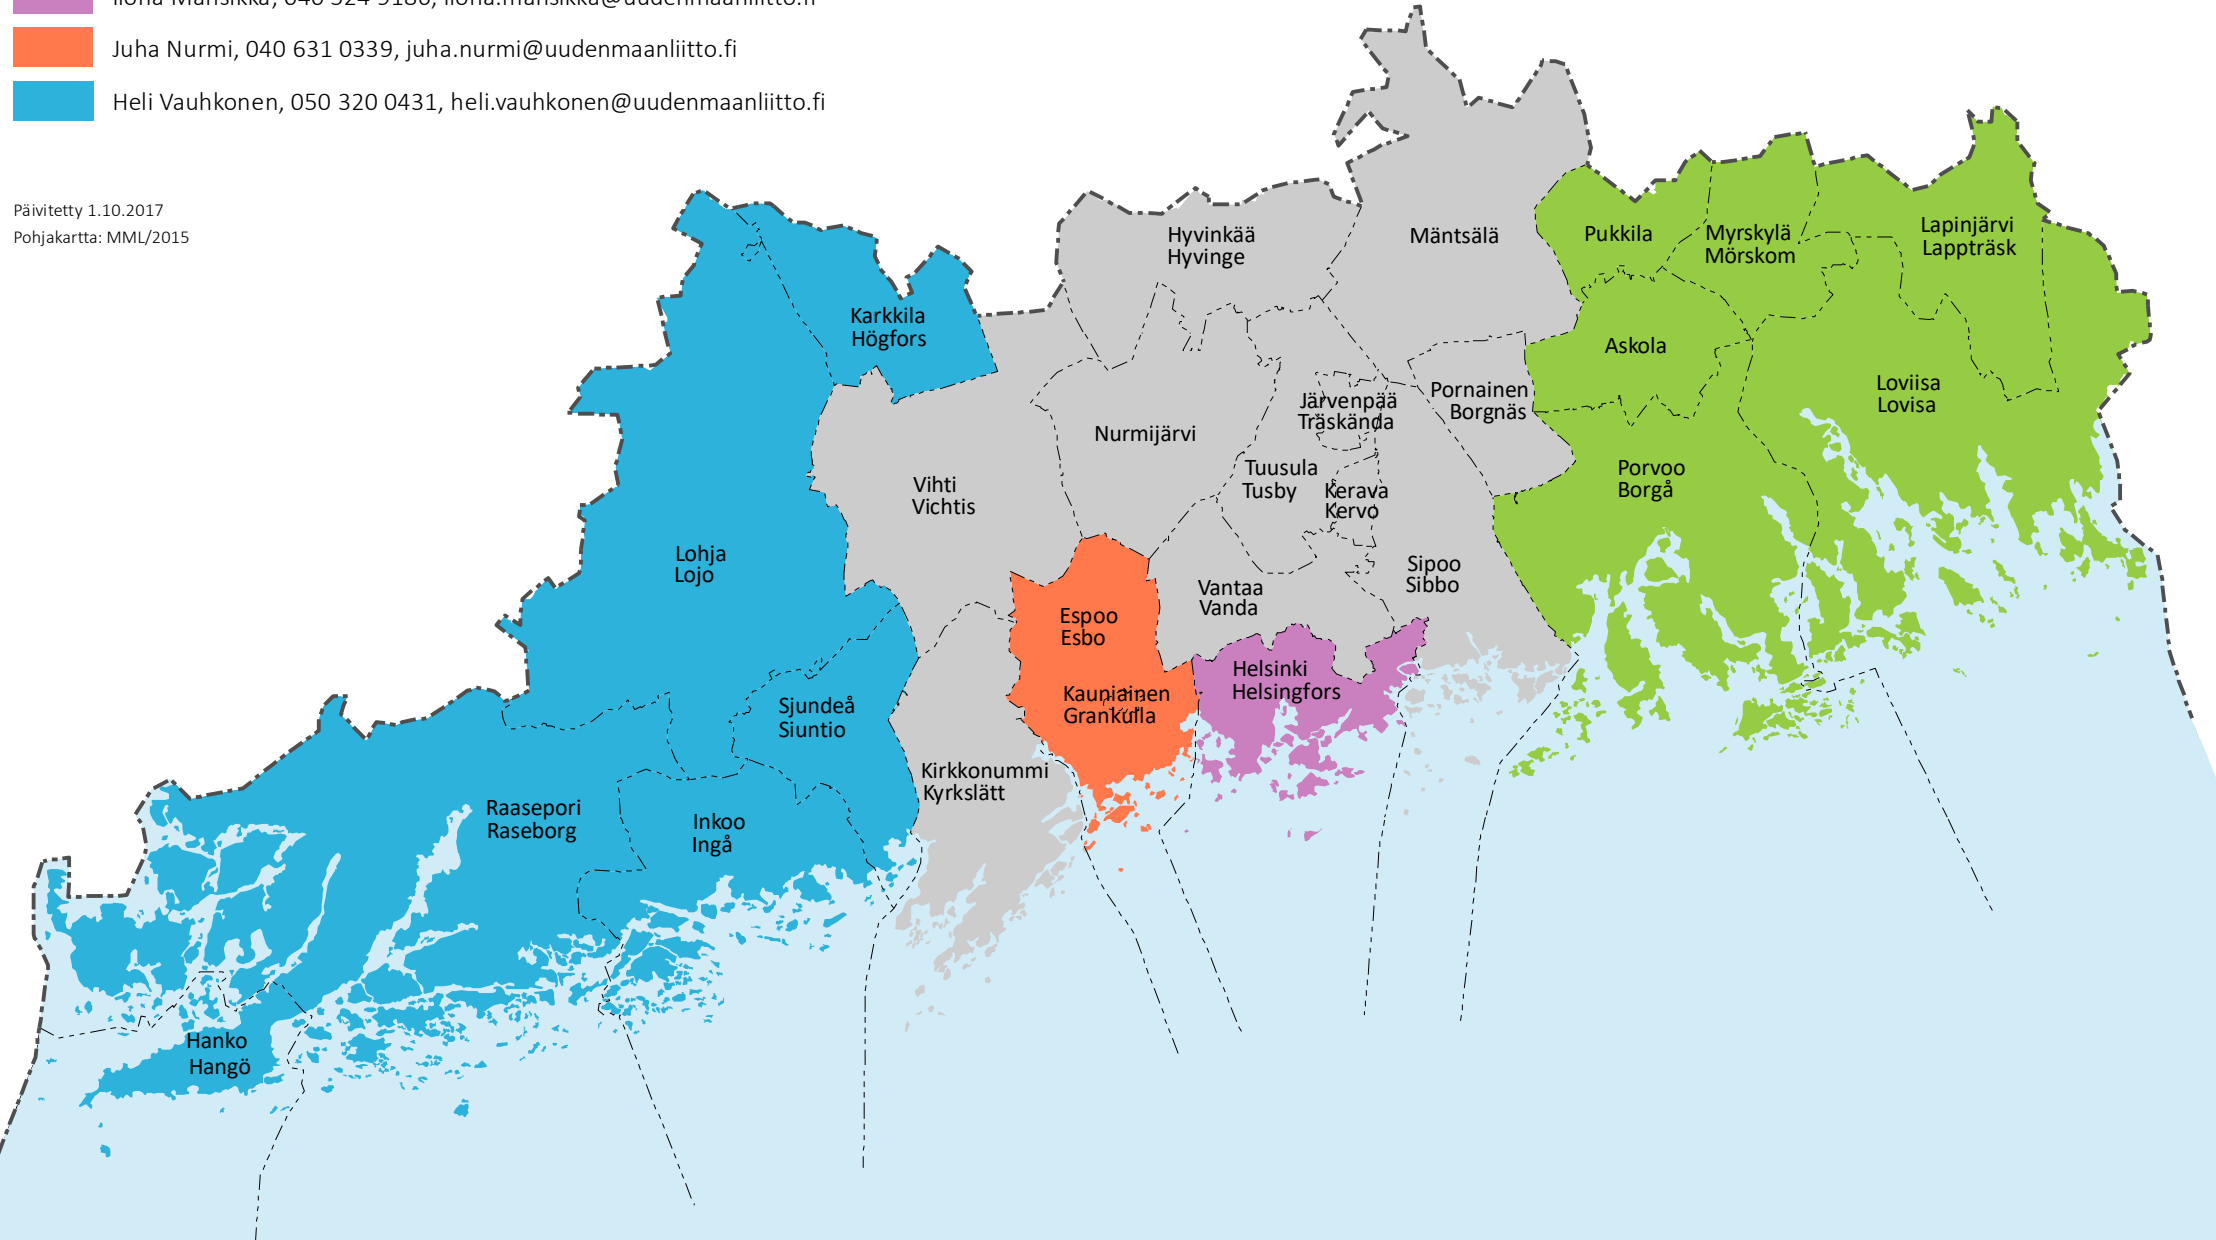 Juha Nurmi, 040 631 0339, juha.nurmi@uudenmaanliitto.fi
Heli Vauhkonen, 050 320 0431, heli.vauhkonen@uudenmaanliitto.fi
Päivitetty 1.10.2017
Pohjakartta: MML/2015
Hyvinkää
Hyvinge
Mäntsälä
Pukkila
Myrskylä
Mörskom
Lapinjärvi
Lappträsk
Karkkila
Högfors
Askola
Loviisa
Lovisa
Järvenpää
Träskända
Pornainen
Borgnäs
Nurmijärvi
Tuusula
Tusby
Kerava
Kervo
Porvoo
Borgå
Vihti
Vichtis
Lohja
Lojo
Sipoo
Sibbo
Vantaa
Vanda
Espoo
Esbo
Helsinki
Helsingfors
Kauniainen
Grankulla
Sjundeå
Siuntio
Kirkkonummi
Kyrkslätt
Raasepori
Raseborg
Inkoo
Ingå
Hanko
Hangö